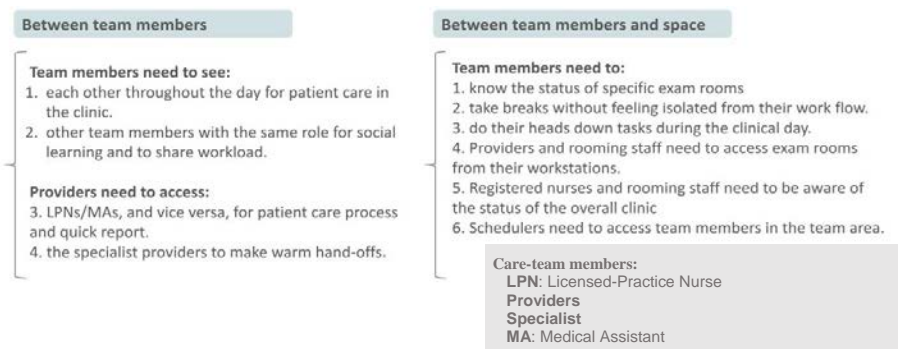 Between team members
Team members need to see:
1. each other throughout the day for patient care in
the clinic.
2. other team members with the same role for social
learning and to share workload.
Providers need to access:
3. LPNs/MAs, and vice versa, for patient care process
and quick report.
4. the specialist providers to make warm hand-offs.
Between team members and space
Team members need to:
1. know the status of specific exam rooms
2. take breaks without feeling isolated from their work flow.
3. do their heads down tasks during the clinical day.
4. Providers and rooming staff need to access exam rooms
from their workstations.
5. Registered nurses and rooming staff need to be aware of
the status of the overall clinic
6. Schedulers need to access team members in the team area.
Care-team members:
LPN: Licensed-Practice Nurse
Providers
Specialist
MA: Medical Assistant